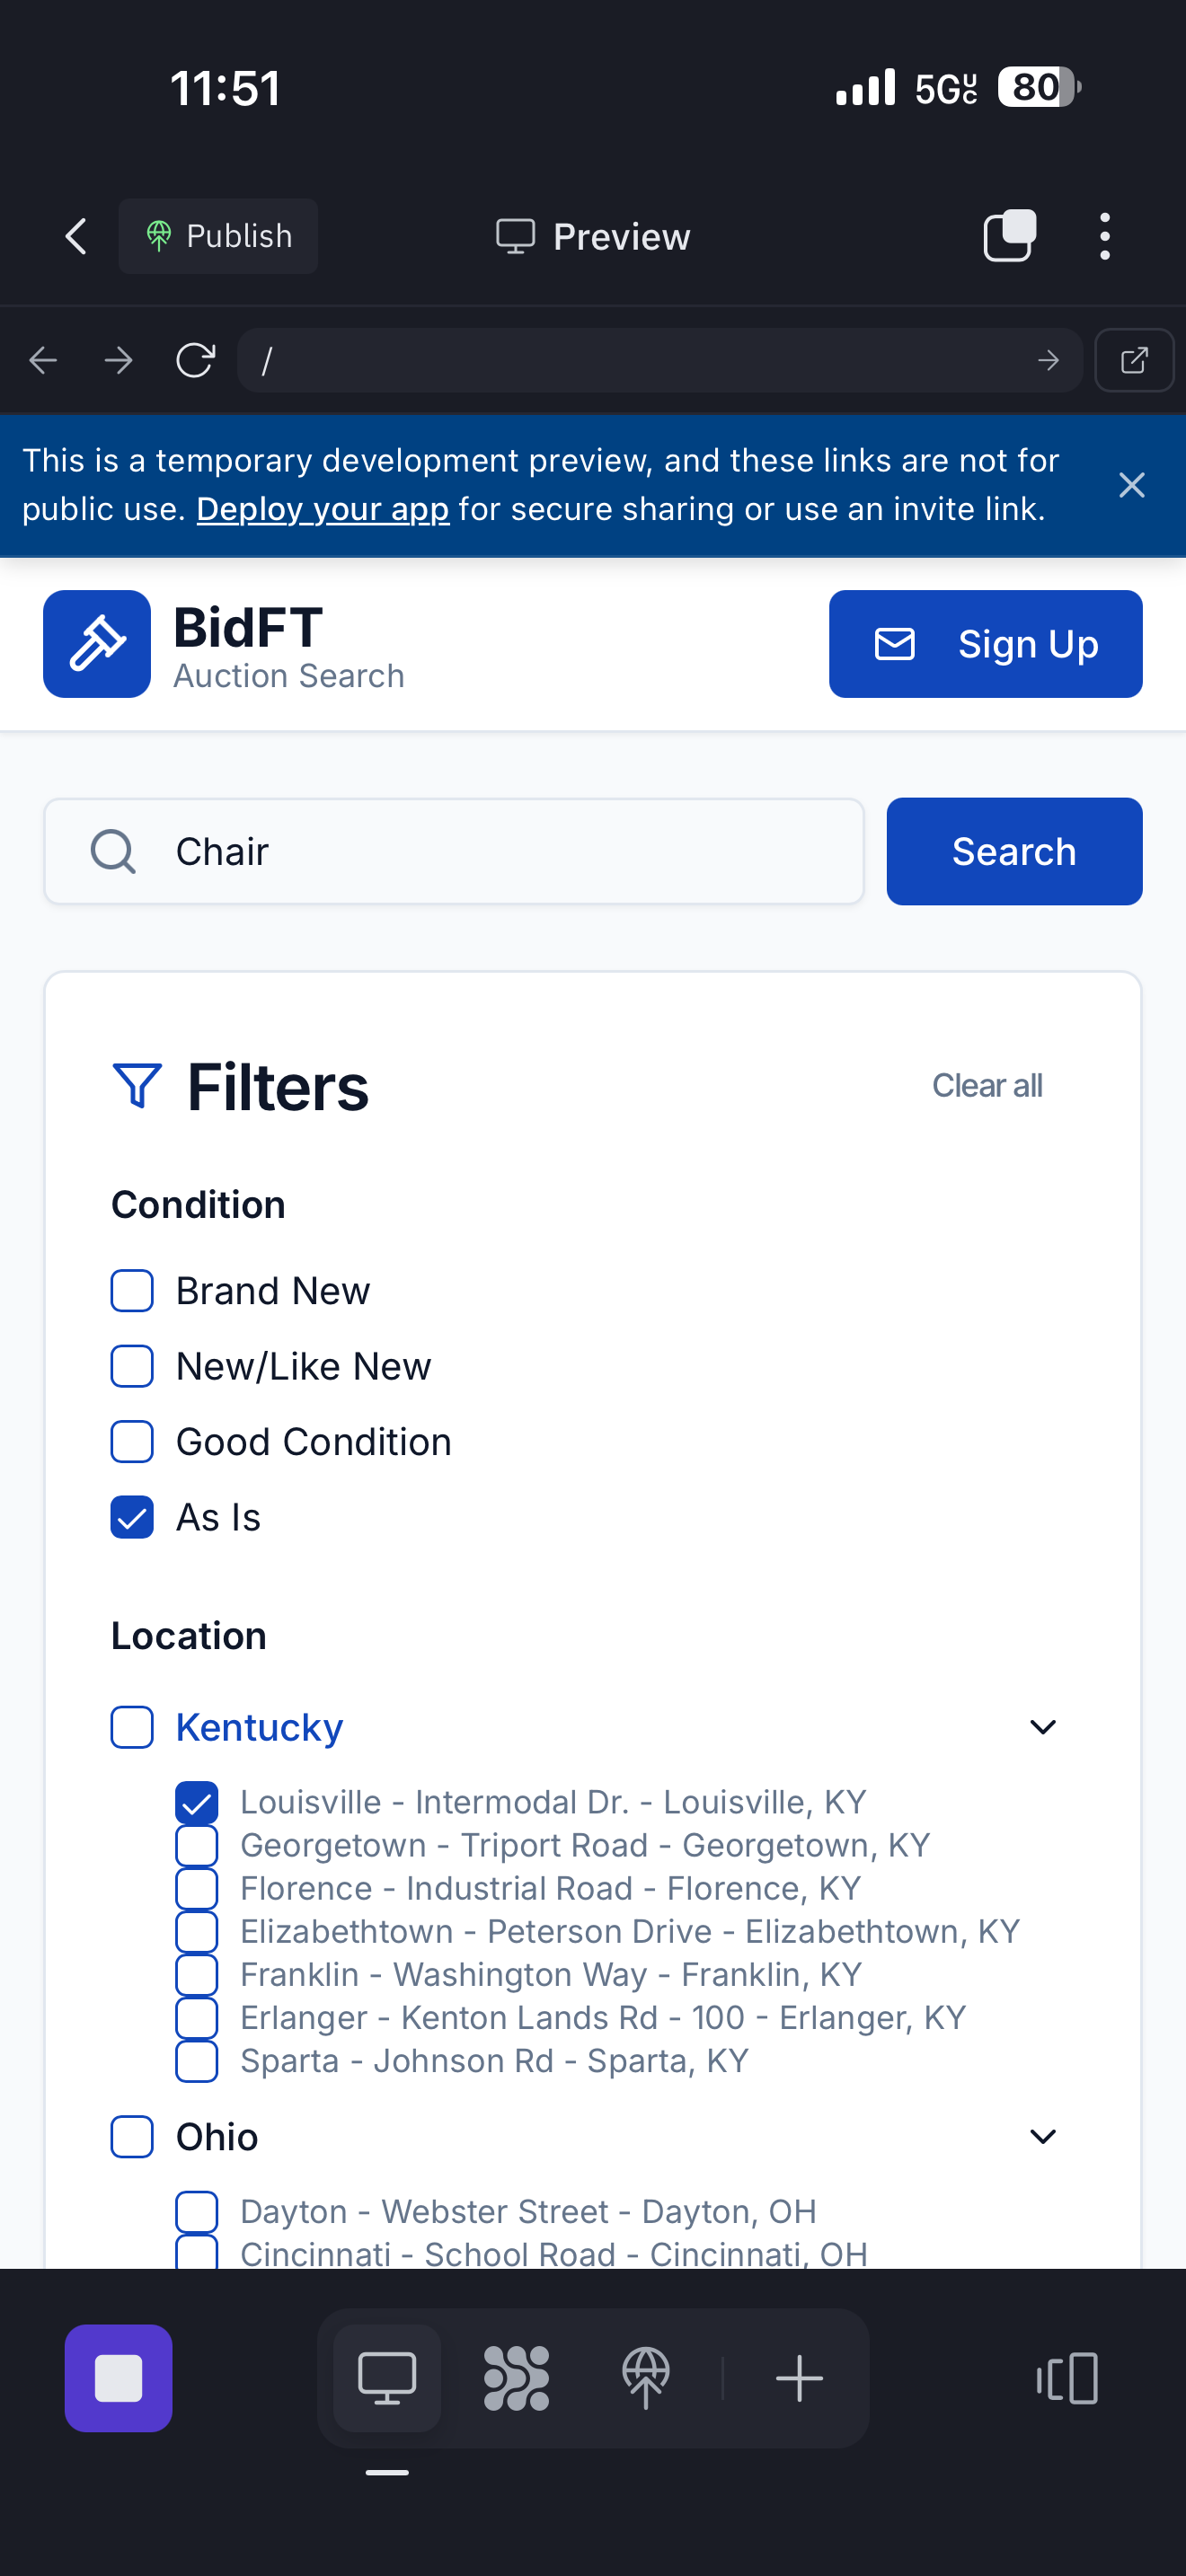 11:51
5GUC
80
Publish
Preview
/
This is a temporary development preview, and these links are not for
public use. Deploy your app for secure sharing or use an invite link.
BidFT
Auction Search
Sign Up
Chair
Search
Filters
Clear all
Condition
Brand New
New/Like New
Good Condition
As Is
Location
Kentucky
Louisville - Intermodal Dr. - Louisville, KY
Georgetown - Triport Road - Georgetown, KY
Florence - Industrial Road - Florence, KY
Elizabethtown - Peterson Drive - Elizabethtown, KY
Franklin - Washington Way - Franklin, KY
Erlanger - Kenton Lands Rd - 100 - Erlanger, KY
Sparta - Johnson Rd - Sparta, KY
Ohio
Dayton - Webster Street - Dayton, OH
Cincinnati - School Road - Cincinnati, OH